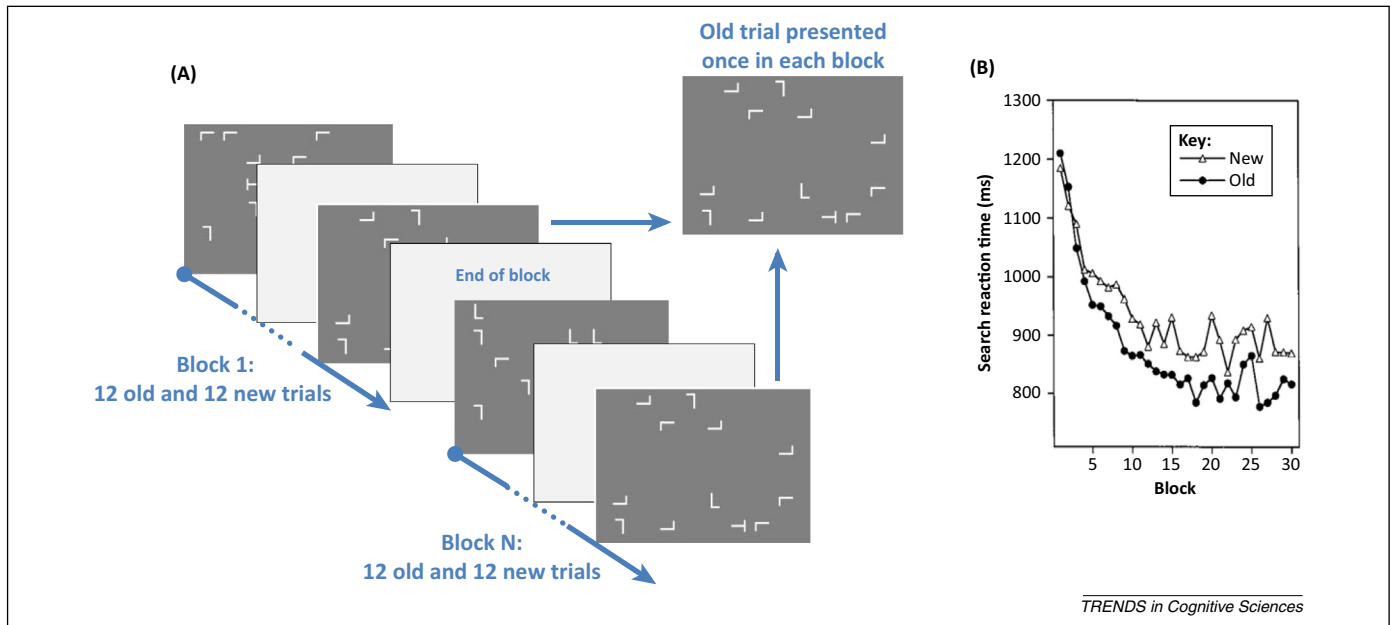 (A)
Old trial presented
once in each block
End of block
Block 1:
12 old and 12 new trials
Block N:
12 old and 12 new trials
(B)
1300
1200
1100
1000
900
800
Search reaction time (ms)
Key:
New
Old
5 10 15 20 25 30
Block
TRENDS in Cognitive Sciences